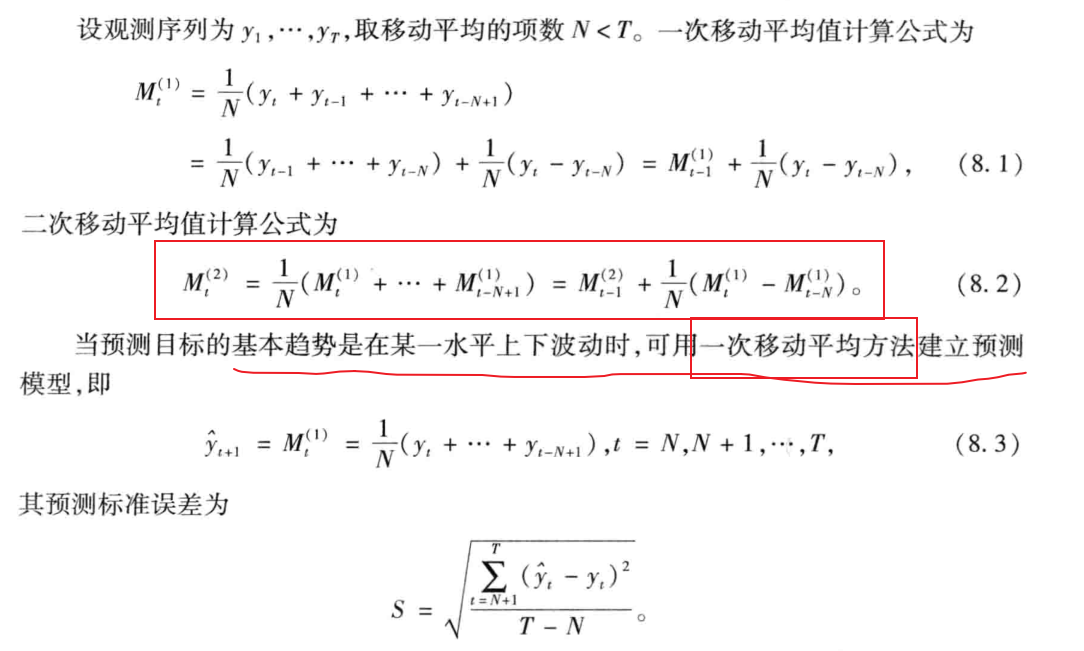 设观测序列为 y₁,⋯,y_T,取移动平均的项数 N < T。一次移动平均值计算公式为
M_t^{(1)} = \frac{1}{N}(y_t + y_{t-1} + ⋯ + y_{t-N+1})
= \frac{1}{N}(y_{t-1} + ⋯ + y_{t-N}) + \frac{1}{N}(y_t - y_{t-N}) = M_{t-1}^{(1)} + \frac{1}{N}(y_t - y_{t-N}), (8.1)
二次移动平均值计算公式为
M_t^{(2)} = \frac{1}{N}(M_t^{(1)} + ⋯ + M_{t-N+1}^{(1)}) = M_{t-1}^{(2)} + \frac{1}{N}(M_t^{(1)} - M_{t-N}^{(1)})。 (8.2)
当预测目标的基本趋势是在某一水平上下波动时,可用一次移动平均方法建立预测
模型,即
\hat{y}_{t+1} = M_t^{(1)} = \frac{1}{N}(y_t + ⋯ + y_{t-N+1}),t = N,N + 1,⋯,T, (8.3)
其预测标准误差为
S = \sqrt{\frac{\sum_{t=N+1}^{T}(\hat{y}_t - y_t)^2}{T - N}}。